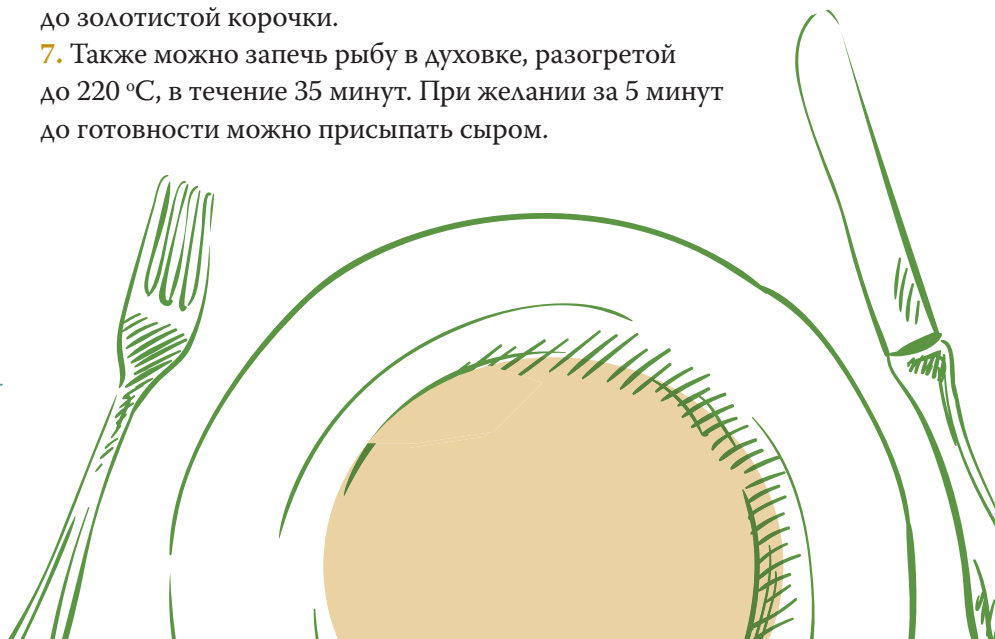 до золотистой корочки.
7. Также можно запечь рыбу в духовке, разогретой
до 220 °C, в течение 35 минут. При желании за 5 минут
до готовности можно присыпать сыром.